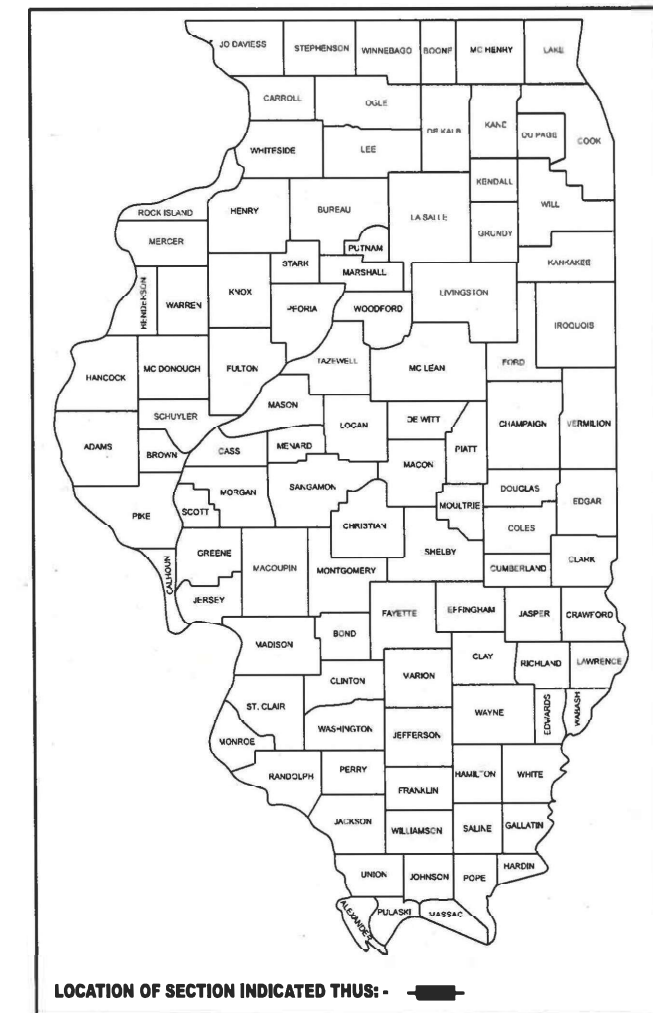 JO DAVIESS
STEPHENSON
WINNEBAGO
BOONE
MC HENRY
LAKE
CARROLL
OGLE
DE KALB
KANE
DU PAGE
COOK
WHITESIDE
LEE
KENDALL
WILL
ROCK ISLAND
HENRY
BUREAU
LA SALLE
GRUNDY
MERCER
PUTNAM
KANKAKEE
STARK
MARSHALL
HENDERSON
WARREN
KNOX
PEORIA
WOODFORD
LIVINGSTON
IROQUOIS
HANCOCK
MC DONOUGH
FULTON
TAZEWELL
MC LEAN
FORD
MASON
SCHUYLER
LOGAN
DE WITT
CHAMPAIGN
VERMILION
ADAMS
BROWN
CASS
MENARD
MACON
PIATT
PIKE
SCOTT
MORGAN
SANGAMON
CHRISTIAN
MOULTRIE
DOUGLAS
EDGAR
COLES
CALHOUN
GREENE
MACOUPIN
MONTGOMERY
SHELBY
CUMBERLAND
CLARK
JERSEY
FAYETTE
EFFINGHAM
JASPER
CRAWFORD
MADISON
BOND
CLAY
RICHLAND
LAWRENCE
CLINTON
MARION
ST. CLAIR
WAYNE
EDWARDS
WABASH
WASHINGTON
JEFFERSON
MONROE
RANDOLPH
PERRY
HAMILTON
WHITE
FRANKLIN
JACKSON
WILLIAMSON
SALINE
GALLATIN
UNION
JOHNSON
POPE
HARDIN
ALEXANDER
PULASKI
MASSAC
LOCATION OF SECTION INDICATED THUS: -